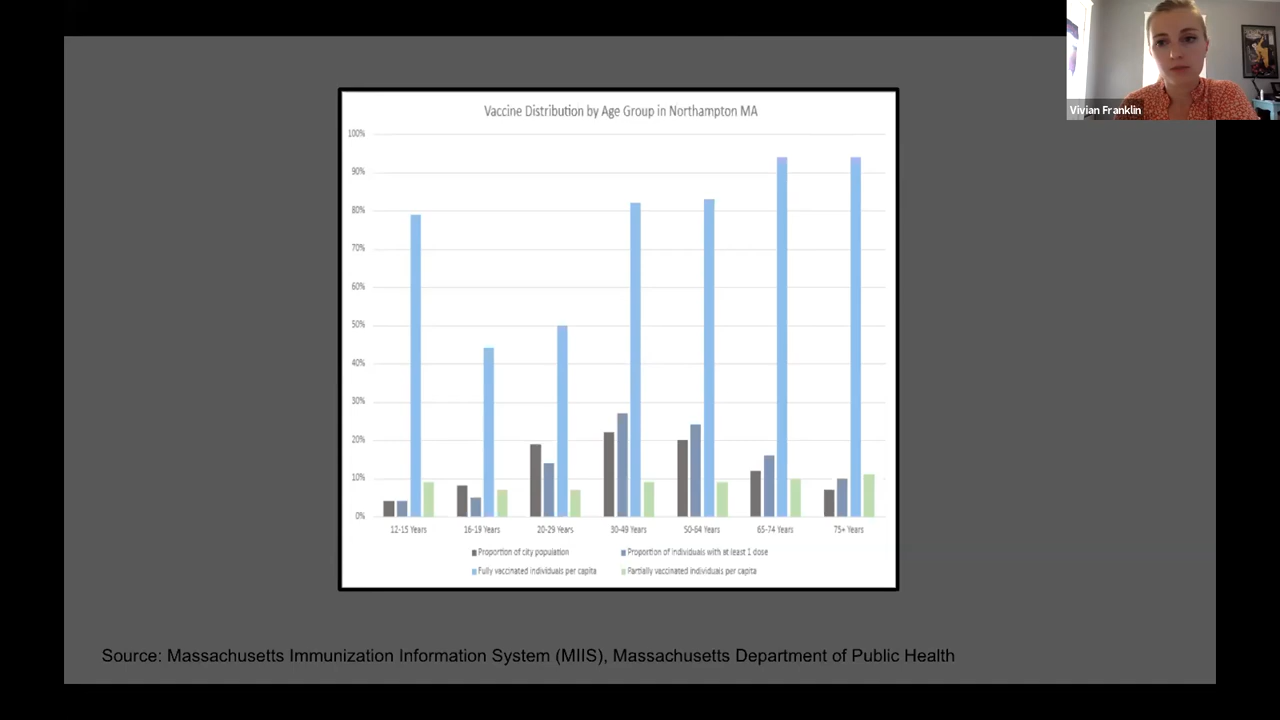 Vivian Franklin
Vaccine Distribution by Age Group in Northampton MA
100%
90%
80%
70%
60%
50%
40%
30%
20%
10%
0%
12-15 Years 16-19 Years 20-29 Years 30-49 Years 50-64 Years 65-74 Years 75+ Years
Proportion of city population Proportion of individuals with at least 1 dose
Fully vaccinated individuals per capita Partially vaccinated individuals per capita
Source: Massachusetts Immunization Information System (MIIS), Massachusetts Department of Public Health